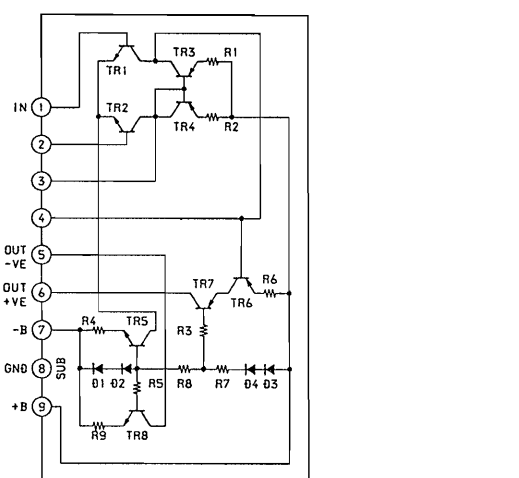 TR1
TR3
R1
TR2
TR4
R2
IN 1
2
3
4
OUT -VE 5
OUT +VE 6
-B 7
GND 8 SUB
+B 9
TR7
TR6
R6
R4
TR5
R3
D1
D2
R5
R8
R7
D4
D3
R9
TR8